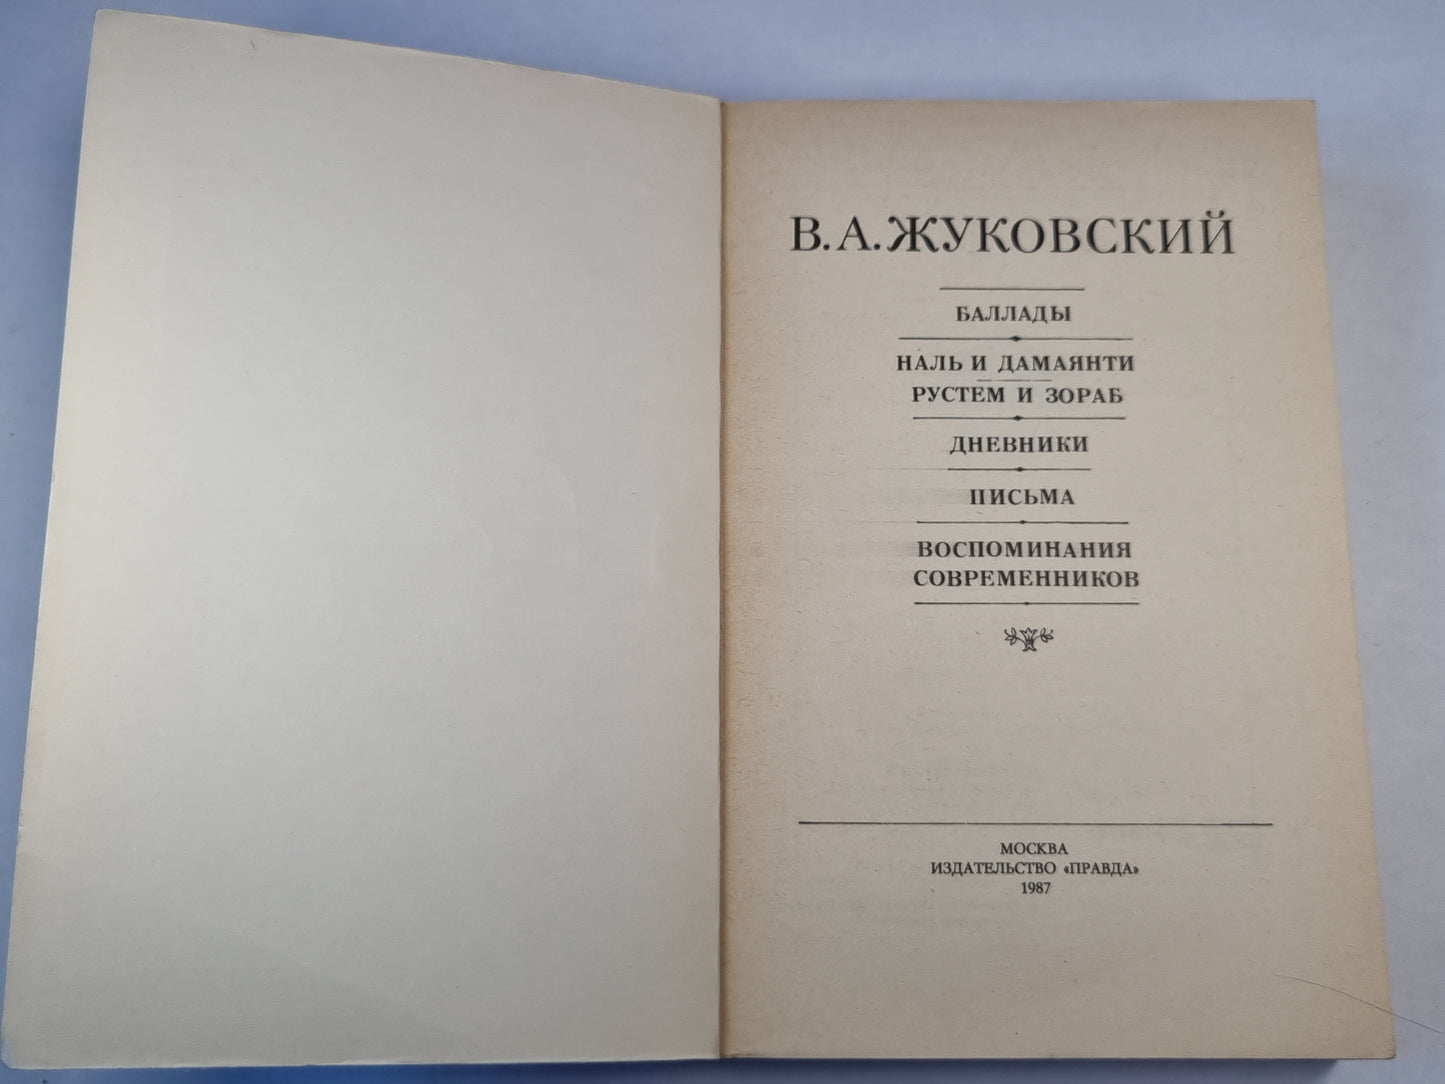 В. А. ЖУКОВСКИЙ
БАЛЛАДЫ
НАЛЬ И ДАМАЯНТИ
РУСТЕМ И ЗОРАБ
ДНЕВНИКИ
ПИСЬМА
ВОСПОМИНАНИЯ
СОВРЕМЕННИКОВ
МОСКВА
ИЗДАТЕЛЬСТВО «ПРАВДА»
1987